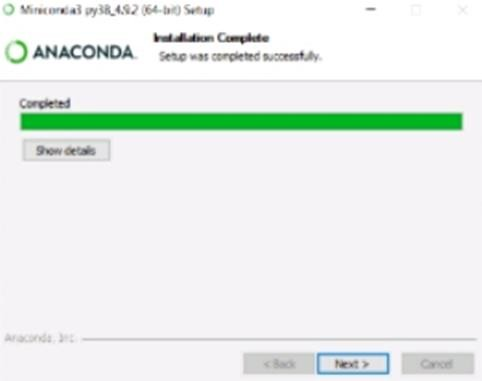 Miniconda3 py38_4.9.2 (64-bit) Setup
Installation Complete
Setup was completed successfully.
ANACONDA.
Completed
Show details
Anaconda, Inc.
< Back
Next >
Cancel